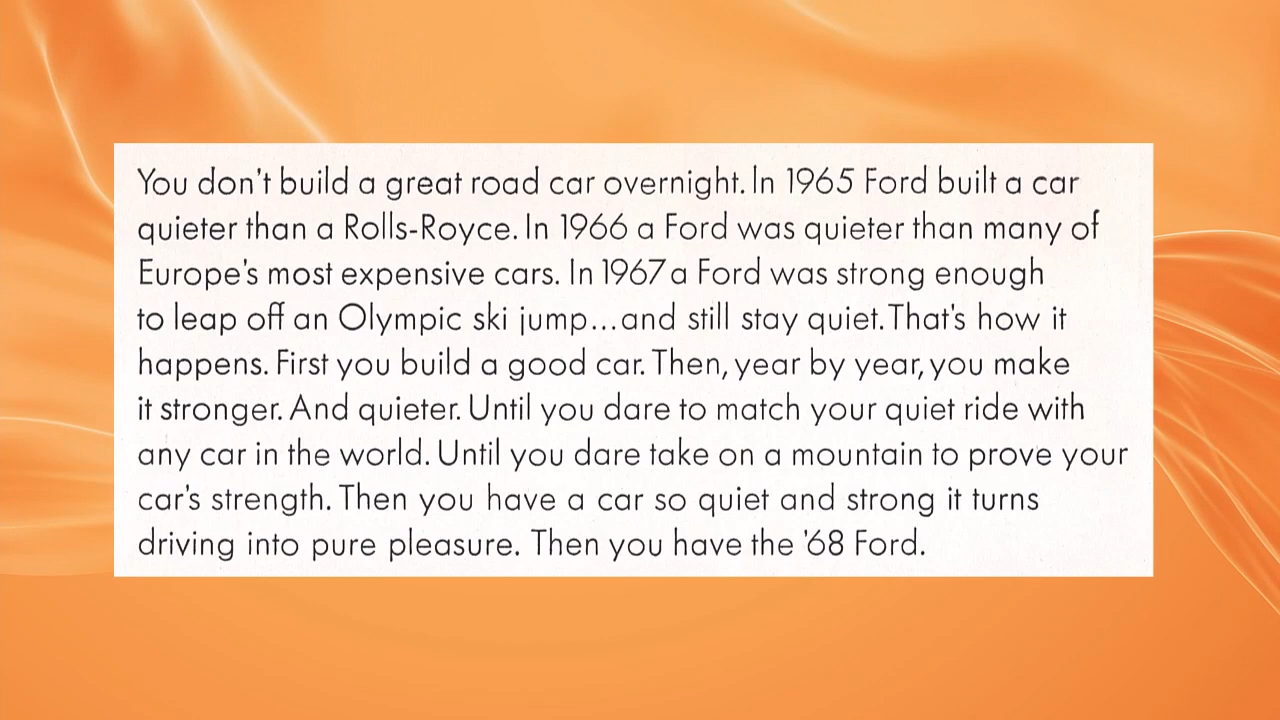 You don't build a great road car overnight. In 1965 Ford built a car
quieter than a Rolls-Royce. In 1966 a Ford was quieter than many of
Europe's most expensive cars. In 1967 a Ford was strong enough
to leap off an Olympic ski jump...and still stay quiet. That's how it
happens. First you build a good car. Then, year by year, you make
it stronger. And quieter. Until you dare to match your quiet ride with
any car in the world. Until you dare take on a mountain to prove your
car's strength. Then you have a car so quiet and strong it turns
driving into pure pleasure. Then you have the '68 Ford.